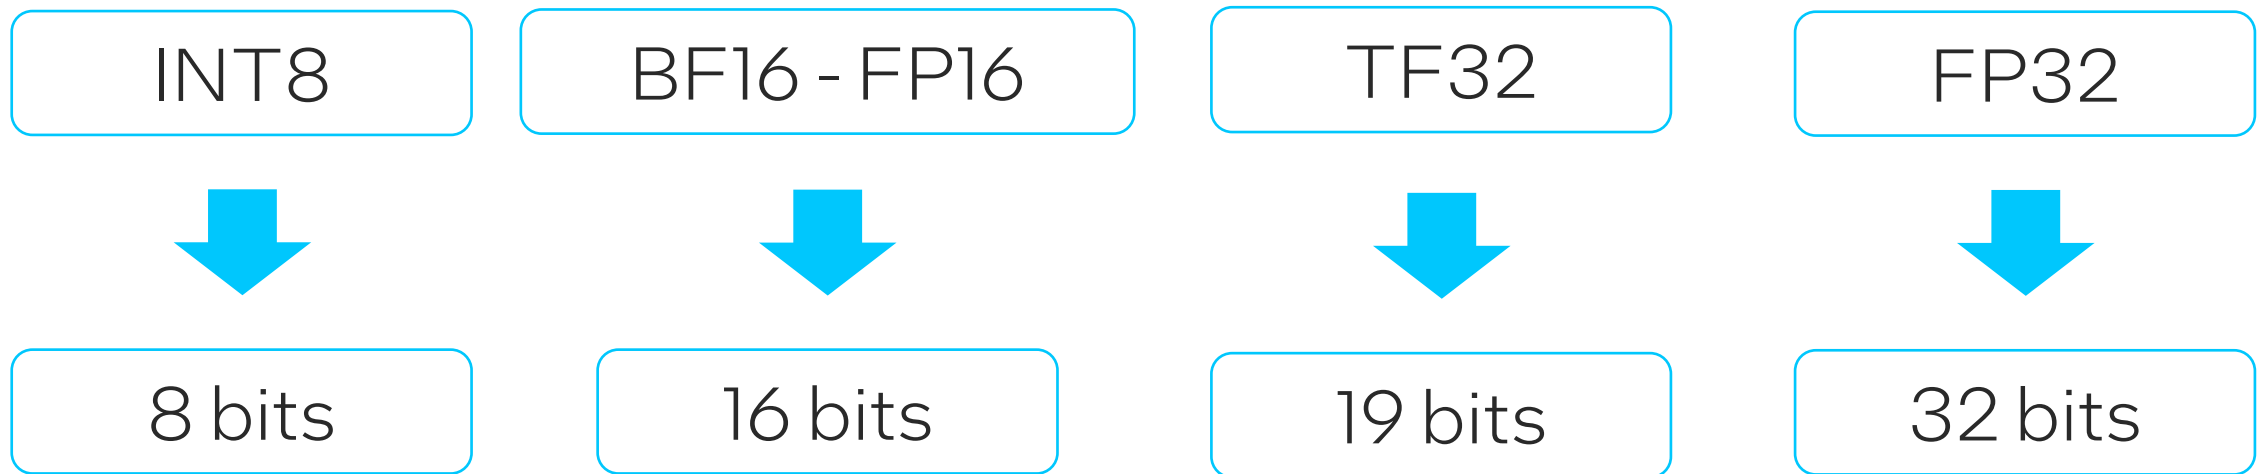 INT8
BF16 - FP16
TF32
FP32
8 bits
16 bits
19 bits
32 bits